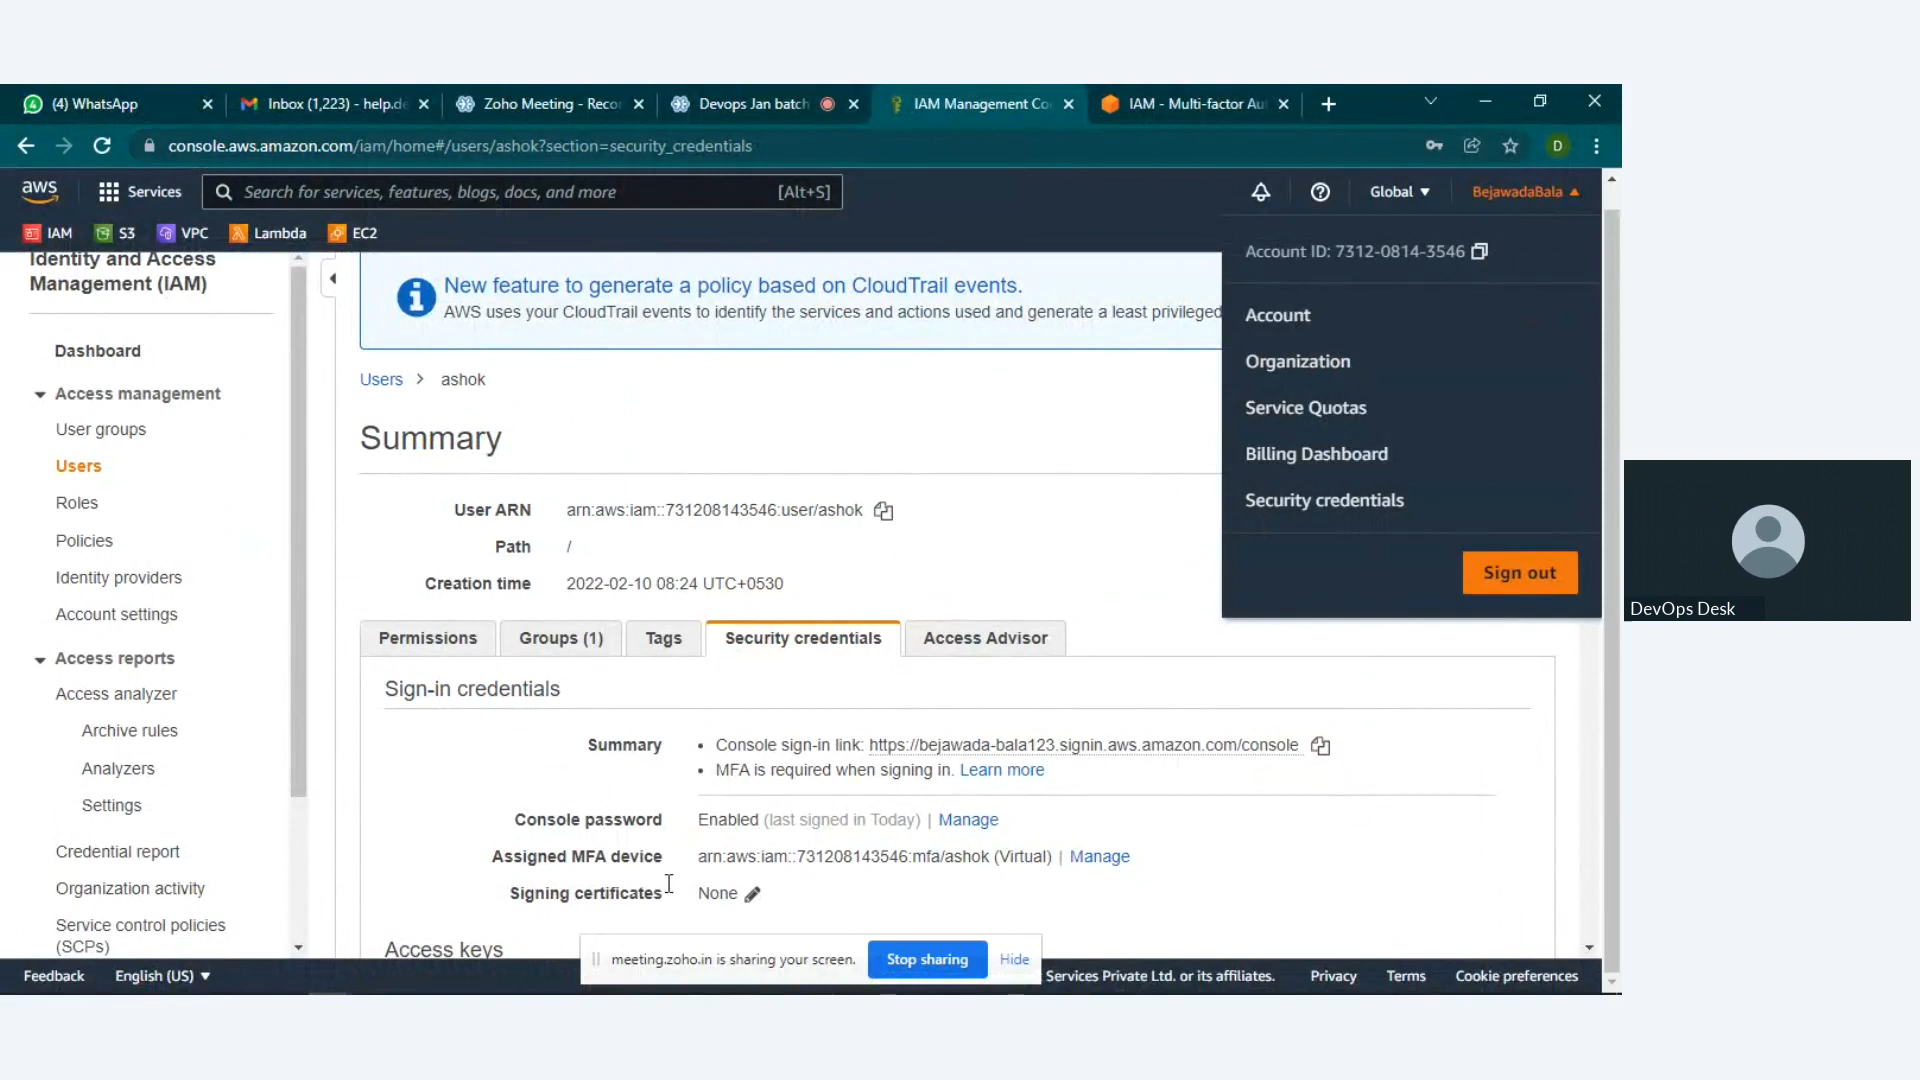 (4) WhatsApp
Inbox (1,223) - help.de
Zoho Meeting - Reco
Devops Jan batch
IAM Management Co
IAM - Multi-factor Au
console.aws.amazon.com/iam/home#/users/ashok?section=security_credentials
D
aws
Services
Search for services, features, blogs, docs, and more
[Alt+S]
Global
BejawadaBala
IAM
S3
VPC
Lambda
EC2
Account ID: 7312-0814-3546
Account
Organization
Service Quotas
Billing Dashboard
Security credentials
Sign out
Identity and Access
Management (IAM)
Dashboard
Access management
User groups
Users
Roles
Policies
Identity providers
Account settings
Access reports
Access analyzer
Archive rules
Analyzers
Settings
Credential report
Organization activity
Service control policies
(SCPs)
New feature to generate a policy based on CloudTrail events.
AWS uses your CloudTrail events to identify the services and actions used and generate a least privileged
Users > ashok
Summary
User ARN arn:aws:iam::731208143546:user/ashok
Path /
Creation time 2022-02-10 08:24 UTC+0530
Permissions
Groups (1)
Tags
Security credentials
Access Advisor
Sign-in credentials
Summary
• Console sign-in link: https://bejawada-bala123.signin.aws.amazon.com/console
• MFA is required when signing in. Learn more
Console password Enabled (last signed in Today) | Manage
Assigned MFA device arn:aws:iam::731208143546:mfa/ashok (Virtual) | Manage
Signing certificates None
Access keys
meeting.zoho.in is sharing your screen.
Stop sharing
Hide
Feedback
English (US)
Services Private Ltd. or its affiliates.
Privacy
Terms
Cookie preferences
DevOps Desk